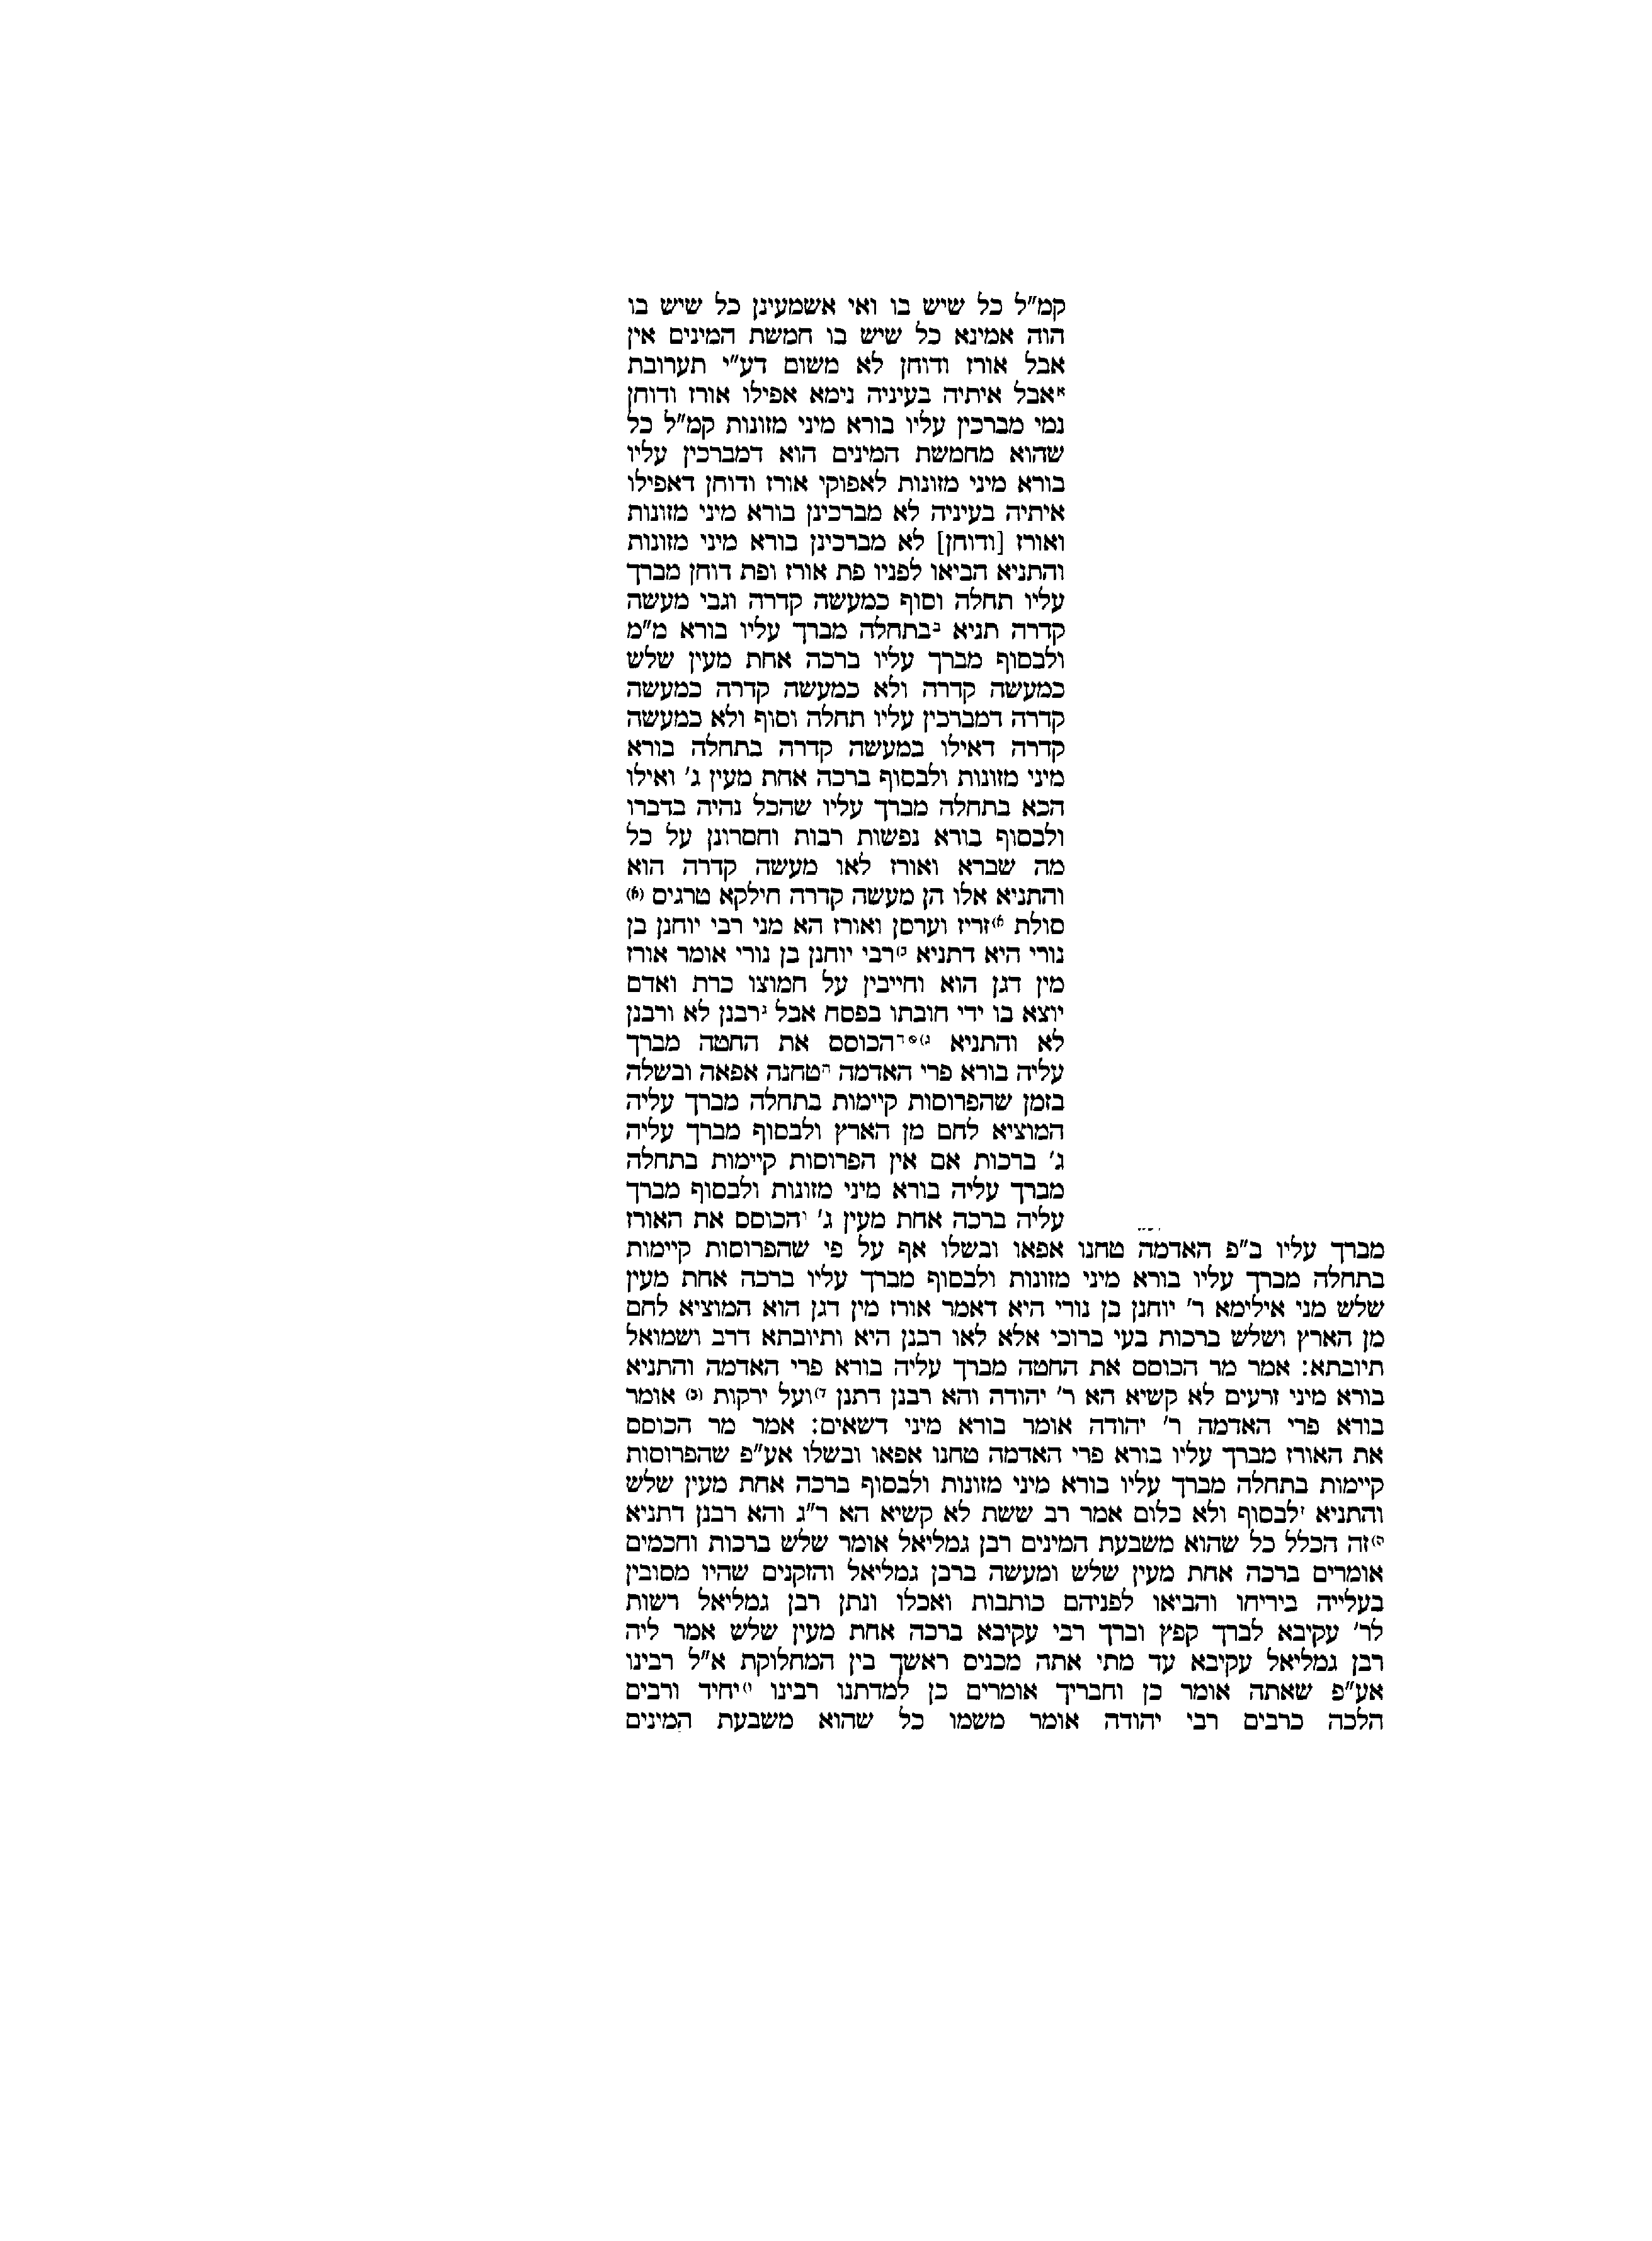 קמ"ל כל שיש בו ואי אשמעינן כל שיש בו
הוה אמינא כל שיש בו חמשת המינים אין
אבל אורז ודוחן לא משום דע"י תערובת
אאבל איתיה בעיניה נימא אפילו אורז ודוחן
נמי מברכין עליו בורא מיני מזונות קמ"ל כל
שהוא מחמשת המינים הוא דמברכין עליו
בורא מיני מזונות לאפוקי אורז ודוחן דאפילו
איתיה בעיניה לא מברכינן בורא מיני מזונות
ואורז [ודוחן] לא מברכינן בורא מיני מזונות
והתניא הביאו לפניו פת אורז ופת דוחן מברך
עליו תחלה וסוף כמעשה קדרה וגבי מעשה
קדרה תניא בבתחלה מברך עליו בורא מ"מ
ולבסוף מברך עליו ברכה אחת מעין שלש
כמעשה קדרה ולא כמעשה קדרה כמעשה
קדרה דמברכין עליו תחלה וסוף ולא כמעשה
קדרה דאילו במעשה קדרה בתחלה בורא
מיני מזונות ולבסוף ברכה אחת מעין ג' ואילו
הכא בתחלה מברך עליו שהכל נהיה בדברו
ולבסוף בורא נפשות רבות וחסרונן על כל
מה שברא ואורז לאו מעשה קדרה הוא
והתניא אלו הן מעשה קדרה חילקא טרגיס (א)
סולת א)זריז וערסן ואורז הא מני רבי יוחנן בן
נורי היא דתניא ב)רבי יוחנן בן נורי אומר אורז
מין דגן הוא וחייבין על חמוצו כרת ואדם
יוצא בו ידי חובתו בפסח אבל גרבנן לא ורבנן
לא והתניא ג)⊙דהכוסס את החטה מברך
עליה בורא פרי האדמה הטחנה אפאה ובשלה
בזמן שהפרוסות קיימות בתחלה מברך עליה
המוציא לחם מן הארץ ולבסוף מברך עליה
ג' ברכות אם אין הפרוסות קיימות בתחלה
מברך עליה בורא מיני מזונות ולבסוף מברך
עליה ברכה אחת מעין ג' והכוסס את האורז
מברך עליו ב"פ האדמה טחנו אפאו ובשלו אף על פי שהפרוסות קיימות
בתחלה מברך עליו בורא מיני מזונות ולבסוף מברך עליו ברכה אחת מעין
שלש מני אילימא ר' יוחנן בן נורי היא דאמר אורז מין דגן הוא המוציא לחם
מן הארץ ושלש ברכות בעי ברוכי אלא לאו רבנן היא ותיובתא דרב ושמואל
תיובתא: אמר מר הכוסס את החטה מברך עליה בורא פרי האדמה והתניא
בורא מיני זרעים לא קשיא הא ר' יהודה והא רבנן דתנן ד)ועל ירקות (ב) אומר
בורא פרי האדמה ר' יהודה אומר בורא מיני דשאים: אמר מר הכוסס
את האורז מברך עליו בורא פרי האדמה טחנו אפאו ובשלו אע"פ שהפרוסות
קיימות בתחלה מברך עליו בורא מיני מזונות ולבסוף ברכה אחת מעין שלש
והתניא זלבסוף ולא כלום אמר רב ששת לא קשיא הא ר"ג והא רבנן דתניא
ה)זה הכלל כל שהוא משבעת המינים רבן גמליאל אומר שלש ברכות וחכמים
אומרים ברכה אחת מעין שלש ומעשה ברבן גמליאל והזקנים שהיו מסובין
בעלייה ביריחו והביאו לפניהם כותבות ואכלו ונתן רבן גמליאל רשות
לר' עקיבא לברך קפץ וברך רבי עקיבא ברכה אחת מעין שלש אמר ליה
רבן גמליאל עקיבא עד מתי אתה מכניס ראשך בין המחלוקת א"ל רבינו
אע"פ שאתה אומר כן וחבריך אומרים כן למדתנו רבינו ו)יחיד ורבים
הלכה כרבים רבי יהודה אומר משמו כל שהוא משבעת המינים